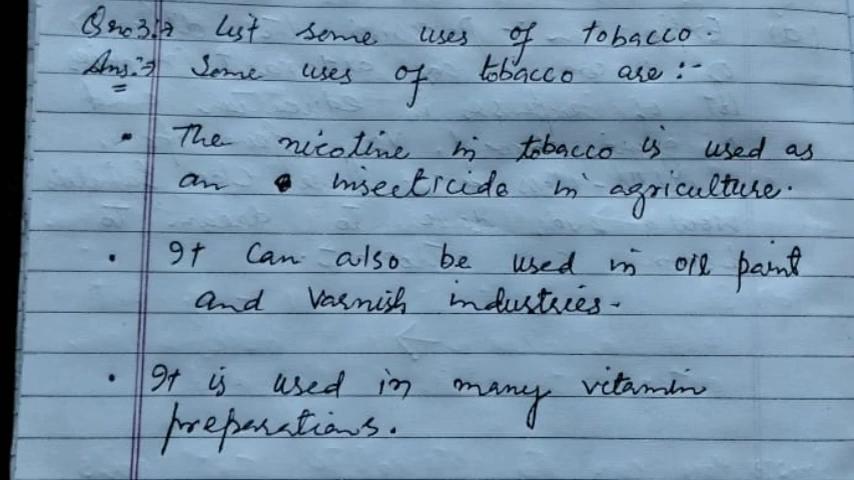 Qno3:→ List some uses of tobacco.
Ans:→ Some uses of tobacco are:-
• The nicotine in tobacco is used as
an insecticide in agriculture.
• It can also be used in oil paint
and varnish industries.
• It is used in many vitamin
preparations.